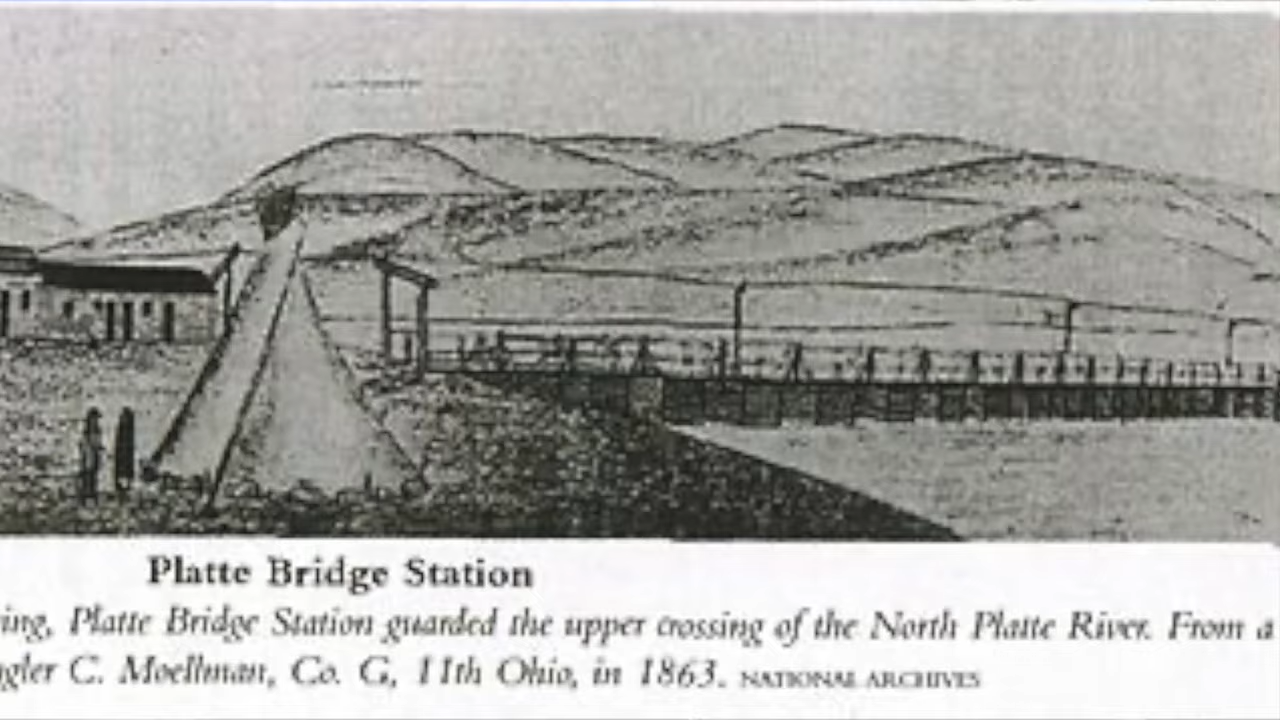 Platte Bridge Station
ing, Platte Bridge Station guarded the upper crossing of the North Platte River. From a
gler C. Moellman, Co. G, 11th Ohio, in 1863. NATIONAL ARCHIVES